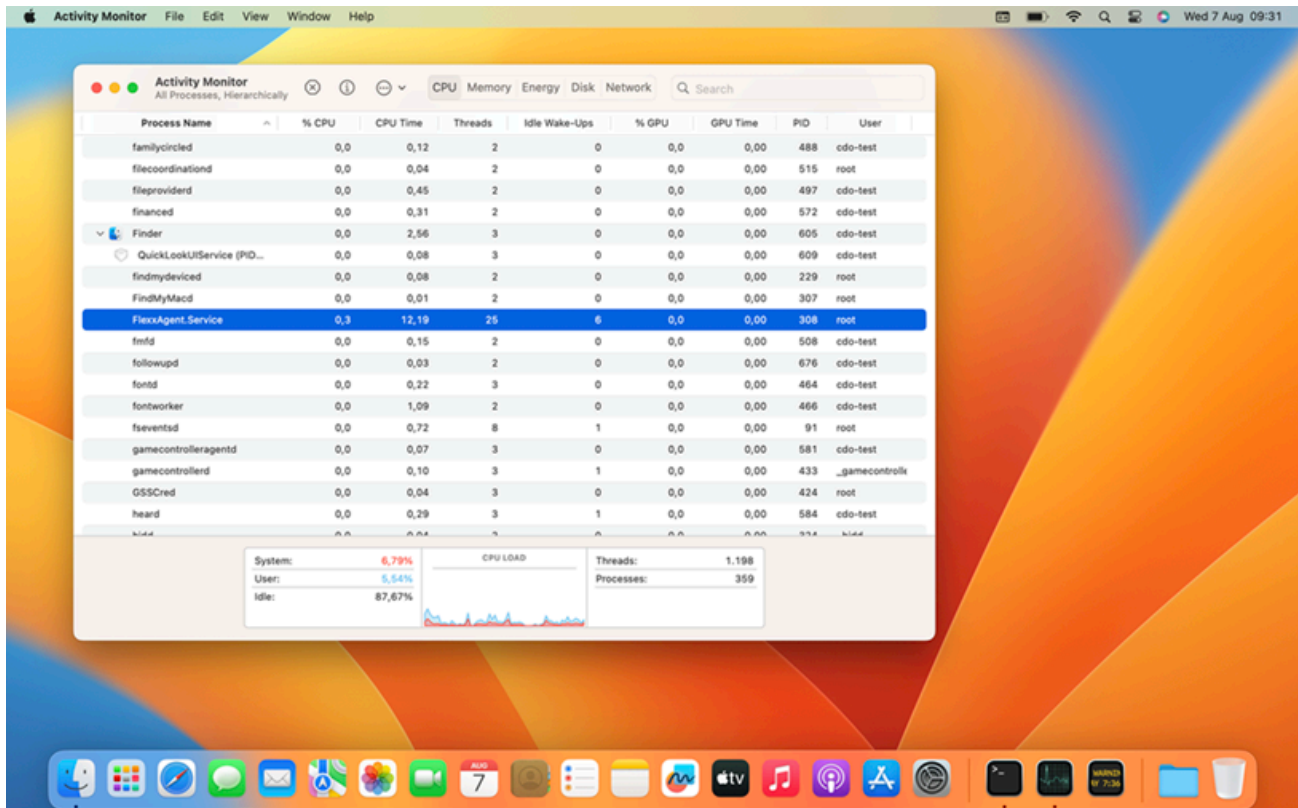 Activity Monitor File Edit View Window Help Wed 7 Aug 09:31
Activity Monitor
All Processes, Hierarchically
CPU Memory Energy Disk Network Search
Process Name % CPU CPU Time Threads Idle Wake-Ups % GPU GPU Time PID User
familycircled 0,0 0,12 2 0 0,0 0,00 488 cdo-test
filecoordinationd 0,0 0,04 2 0 0,0 0,00 515 root
fileproviderd 0,0 0,45 2 0 0,0 0,00 497 cdo-test
financed 0,0 0,31 2 0 0,0 0,00 572 cdo-test
Finder 0,0 2,56 3 0 0,0 0,00 605 cdo-test
QuickLookUIService (PID... 0,0 0,08 3 0 0,0 0,00 609 cdo-test
findmydeviced 0,0 0,08 2 0 0,0 0,00 229 root
FindMyMacd 0,0 0,01 2 0 0,0 0,00 307 root
FlexxAgent.Service 0,3 12,19 25 6 0,0 0,00 308 root
fmfd 0,0 0,15 2 0 0,0 0,00 508 cdo-test
followupd 0,0 0,03 2 0 0,0 0,00 676 cdo-test
fontd 0,0 0,22 3 0 0,0 0,00 464 cdo-test
fontworker 0,0 1,09 2 0 0,0 0,00 466 cdo-test
fseventsd 0,0 0,72 8 1 0,0 0,00 91 root
gamecontrolleragentd 0,0 0,07 3 0 0,0 0,00 581 cdo-test
gamecontrollerd 0,0 0,10 3 1 0,0 0,00 433 _gamecontrolle
GSSCred 0,0 0,04 3 0 0,0 0,00 424 root
heard 0,0 0,29 3 1 0,0 0,00 584 cdo-test
System: 6,79% CPU LOAD Threads: 1.198
User: 5,54% Processes: 359
Idle: 87,67%
AUG
7
tv
WARNIN
AY 7:36